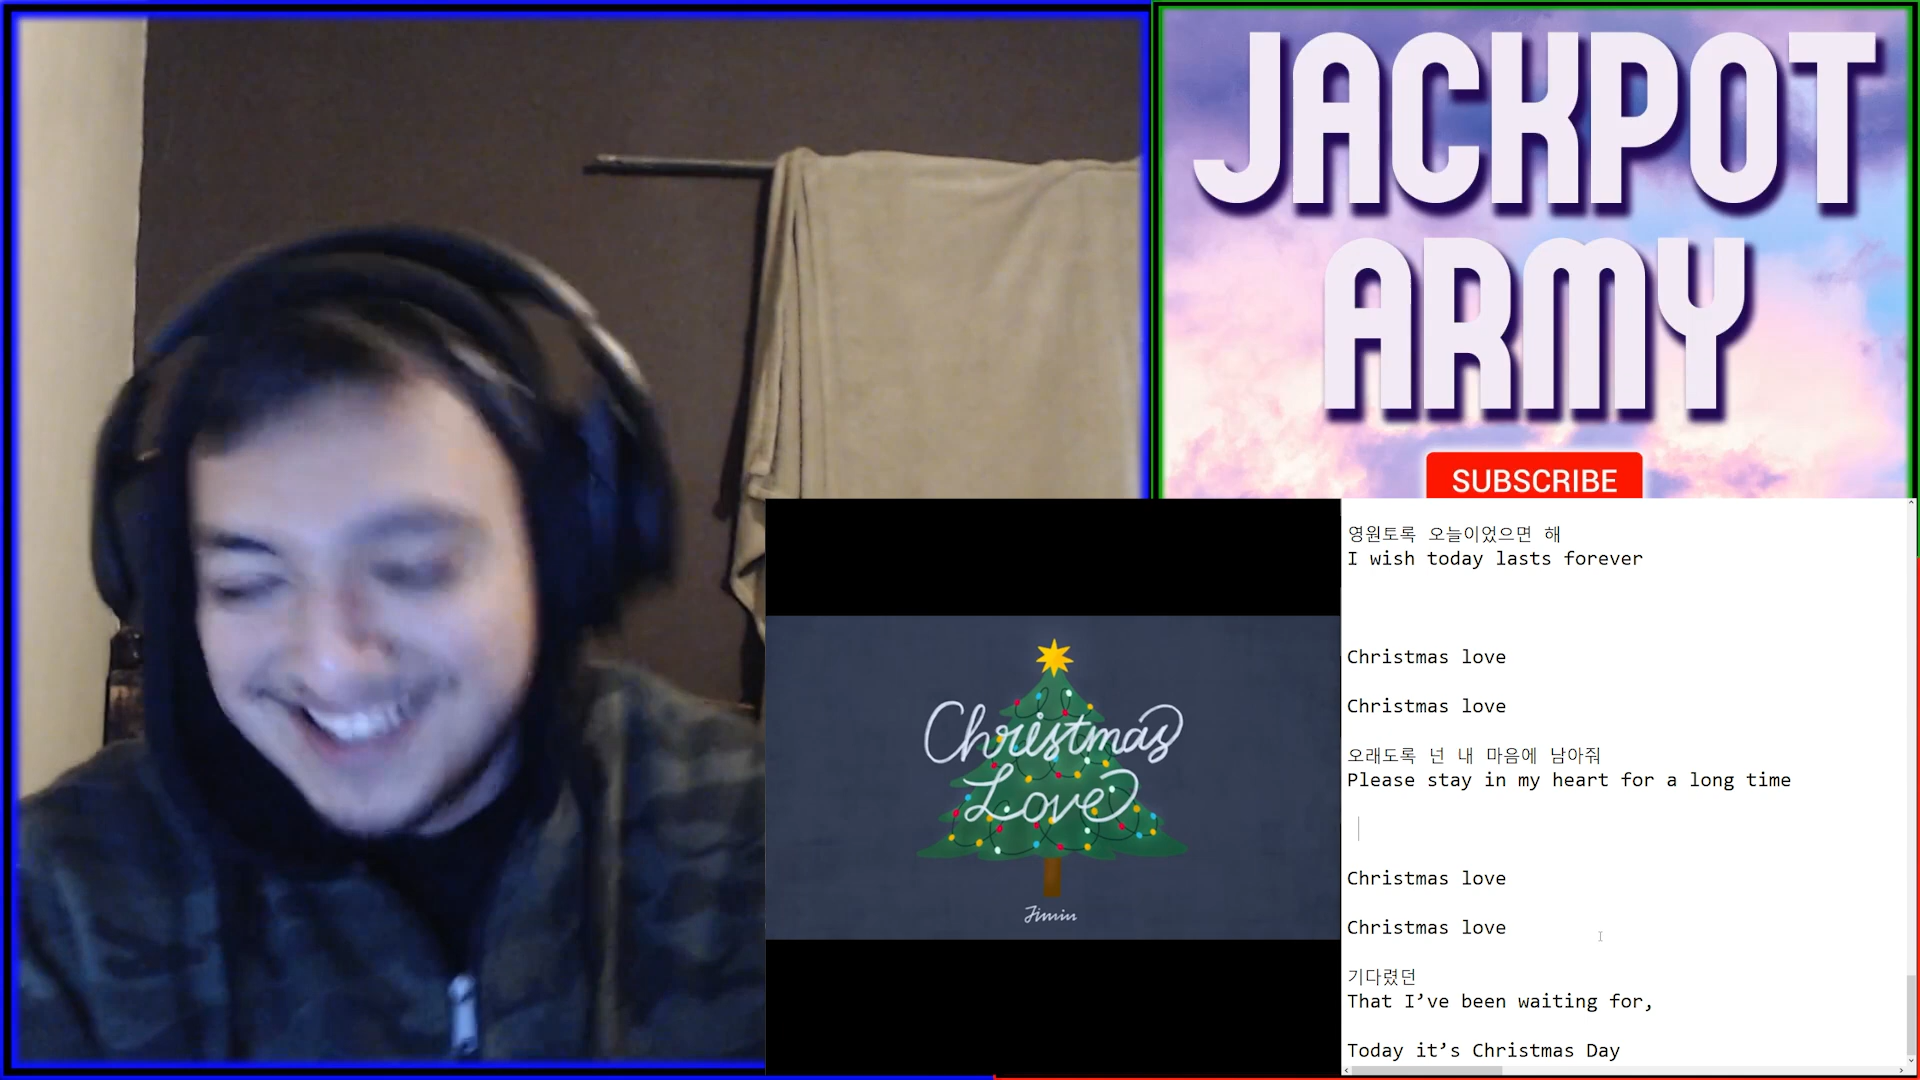 JACKPOT
ARMY
SUBSCRIBE
Christmas
Love
Jimin
영원토록 오늘이었으면 해
I wish today lasts forever
Christmas love
Christmas love
오래도록 넌 내 마음에 남아줘
Please stay in my heart for a long time
Christmas love
Christmas love
기다렸던
That I’ve been waiting for,
Today it’s Christmas Day